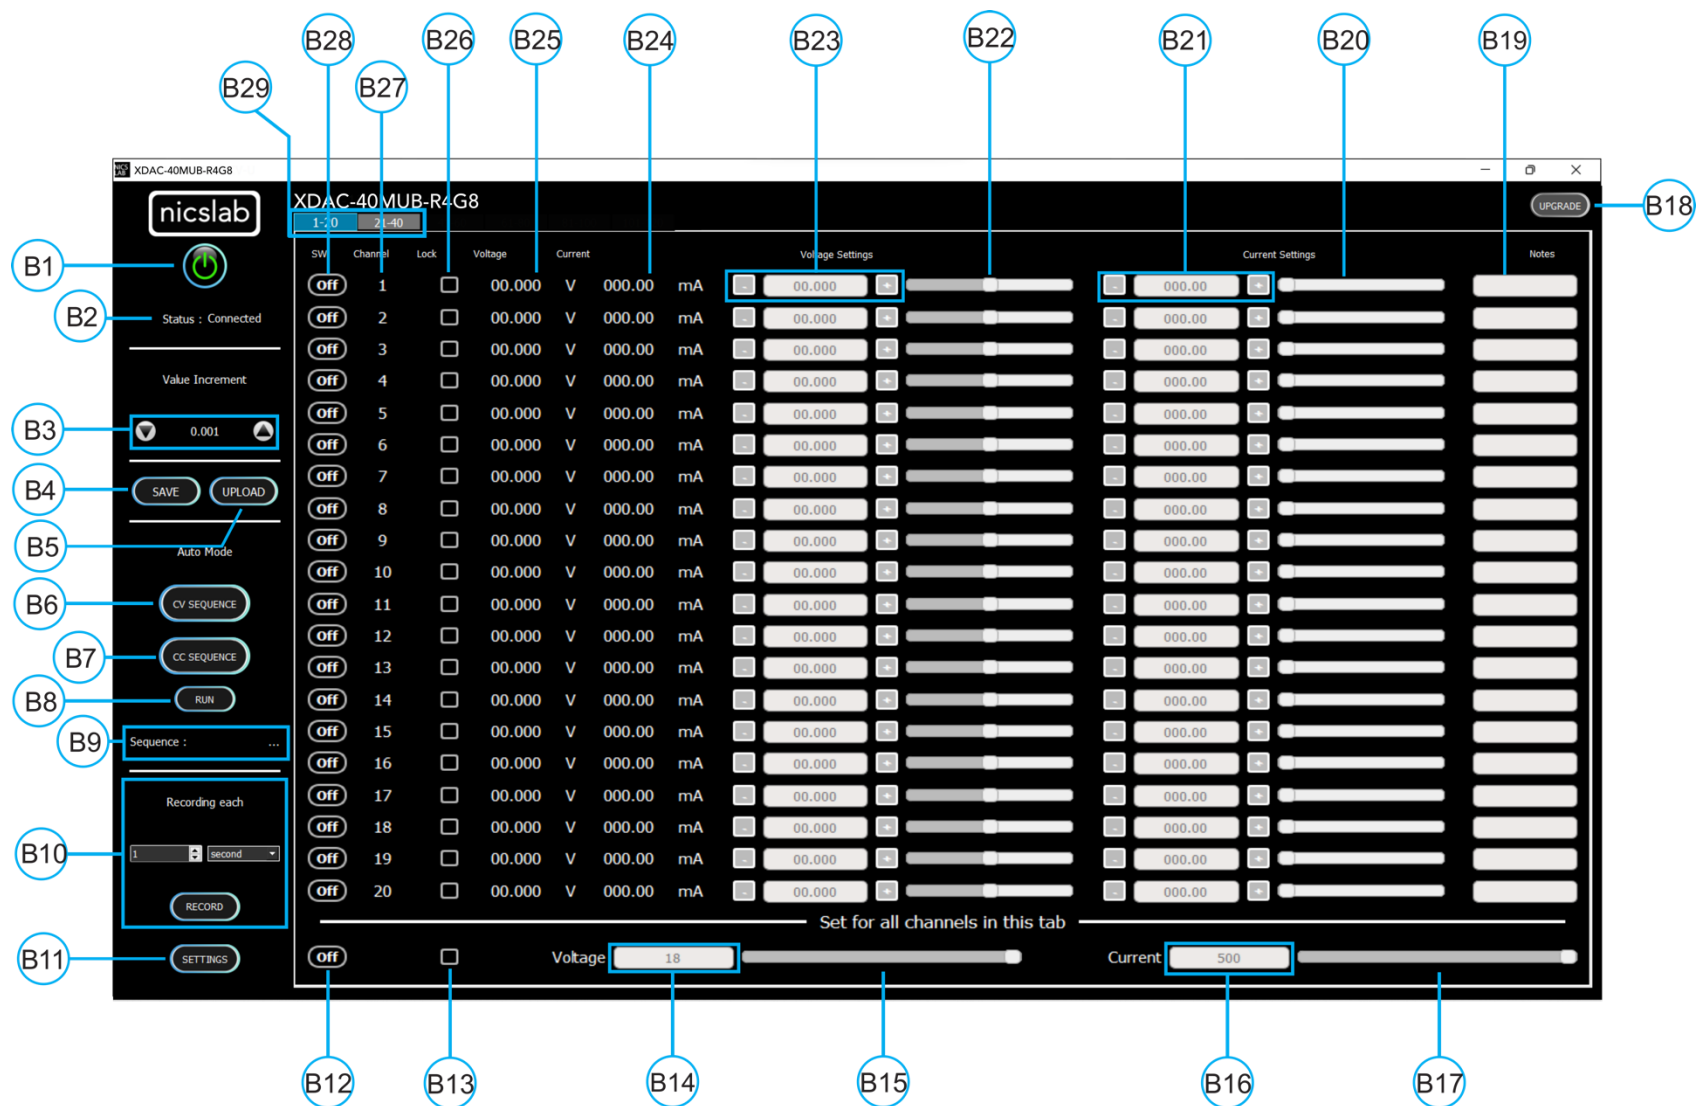 B28 B26 B25 B24 B23 B22 B21 B20 B19
B29 B27
NICS LAB XDAC-40MUB-R4G8
nicslab
XDAC-40MUB-R4G8
UPGRADE B18
1-20 21-40
SW Channel Lock Voltage Current Voltage Settings Current Settings Notes
B1
Off 1 00.000 V 000.00 mA - 00.000 + - 000.00 +
B2 Status : Connected
Off 2 00.000 V 000.00 mA - 00.000 + - 000.00 +
Off 3 00.000 V 000.00 mA - 00.000 + - 000.00 +
Value Increment
Off 4 00.000 V 000.00 mA - 00.000 + - 000.00 +
Off 5 00.000 V 000.00 mA - 00.000 + - 000.00 +
B3 0.001
Off 6 00.000 V 000.00 mA - 00.000 + - 000.00 +
Off 7 00.000 V 000.00 mA - 00.000 + - 000.00 +
B4 SAVE UPLOAD
Off 8 00.000 V 000.00 mA - 00.000 + - 000.00 +
B5 Auto Mode
Off 9 00.000 V 000.00 mA - 00.000 + - 000.00 +
Off 10 00.000 V 000.00 mA - 00.000 + - 000.00 +
B6 CV SEQUENCE
Off 11 00.000 V 000.00 mA - 00.000 + - 000.00 +
Off 12 00.000 V 000.00 mA - 00.000 + - 000.00 +
B7 CC SEQUENCE
Off 13 00.000 V 000.00 mA - 00.000 + - 000.00 +
B8 RUN
Off 14 00.000 V 000.00 mA - 00.000 + - 000.00 +
B9 Sequence : ...
Off 15 00.000 V 000.00 mA - 00.000 + - 000.00 +
Off 16 00.000 V 000.00 mA - 00.000 + - 000.00 +
Recording each
Off 17 00.000 V 000.00 mA - 00.000 + - 000.00 +
Off 18 00.000 V 000.00 mA - 00.000 + - 000.00 +
B10 1 second
Off 19 00.000 V 000.00 mA - 00.000 + - 000.00 +
Off 20 00.000 V 000.00 mA - 00.000 + - 000.00 +
RECORD
Set for all channels in this tab
B11 SETTINGS
Off Voltage 18 Current 500
B12 B13 B14 B15 B16 B17